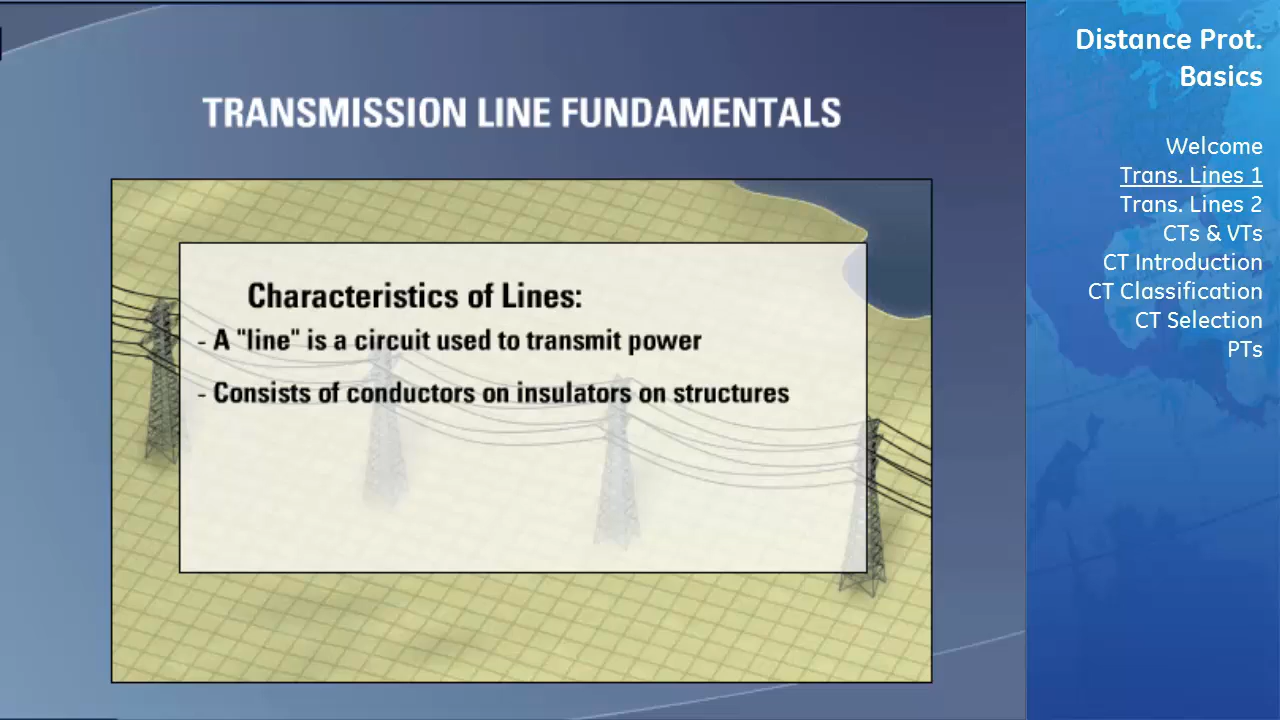 TRANSMISSION LINE FUNDAMENTALS
Characteristics of Lines:
- A "line" is a circuit used to transmit power
- Consists of conductors on insulators on structures
Distance Prot.
Basics
Welcome
Trans. Lines 1
Trans. Lines 2
CTs & VTs
CT Introduction
CT Classification
CT Selection
PTs